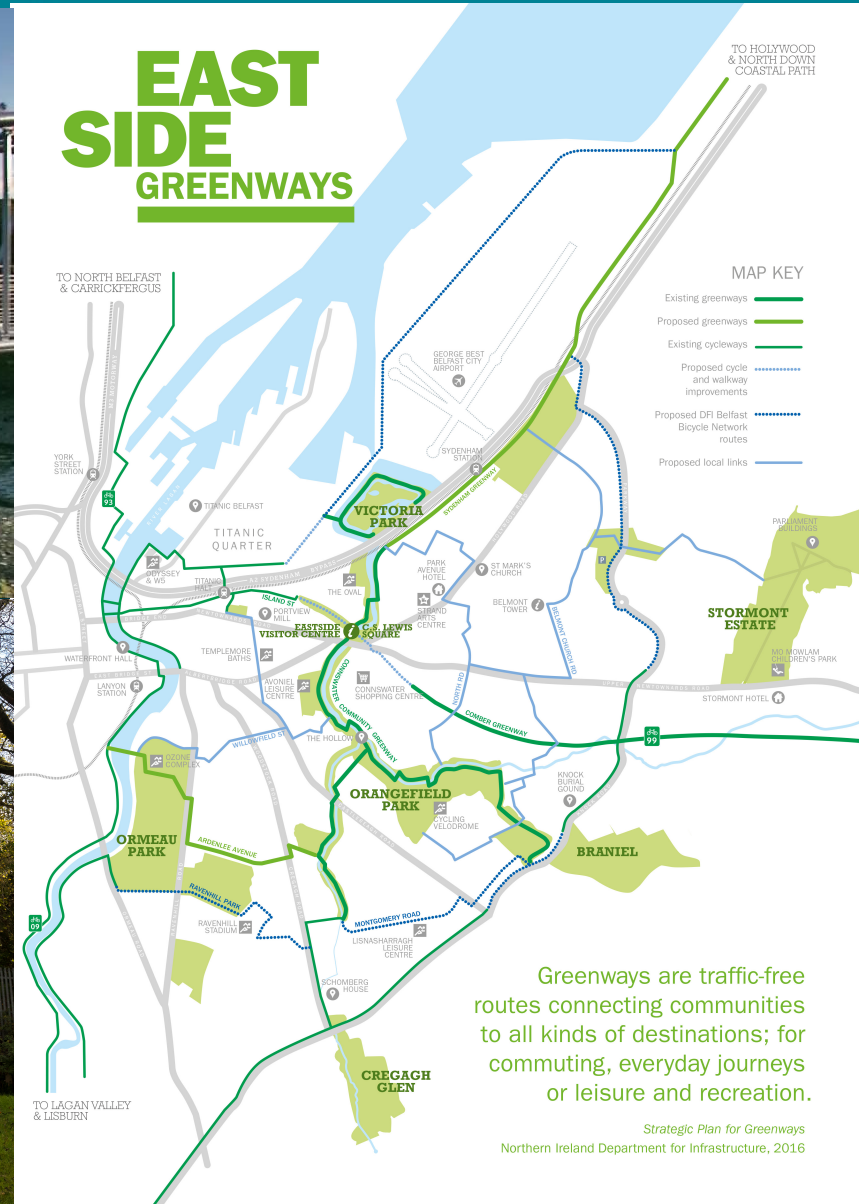 EAST
SIDE
GREENWAYS
TO HOLYWOOD
& NORTH DOWN
COASTAL PATH
TO NORTH BELFAST
& CARRICKFERGUS
MAP KEY
Existing greenways
Proposed greenways
Existing cycleways
Proposed cycle
and walkway
improvements
Proposed DFI Belfast
Bicycle Network
routes
Proposed local links
GEORGE BEST
BELFAST CITY
AIRPORT
SYDENHAM
STATION
SYDENHAM GREENWAY
YORK
STREET
STATION
93
TITANIC BELFAST
TITANIC
QUARTER
VICTORIA
PARK
ODYSSEY
& W5
TITANIC
HALT
A2 SYDENHAM BYPASS
THE OVAL
PARK
AVENUE
HOTEL
ST MARK'S
CHURCH
STRAND
ARTS
CENTRE
BELMONT
TOWER
BELMONT CHURCH RD
PARLIAMENT
BUILDINGS
P
STORMONT
ESTATE
MO MOWLAM
CHILDREN'S PARK
STORMONT HOTEL
ISLAND ST
PORTVIEW
MILL
EASTSIDE
VISITOR CENTRE
C.S. LEWIS
SQUARE
WATERFRONT HALL
TEMPLEMORE
BATHS
LANYON
STATION
AVONIEL
LEISURE
CENTRE
CONNSWATER
SHOPPING CENTRE
CONNSWATER COMMUNITY GREENWAY
NORTH RD
COMBER GREENWAY
99
WILLOWFIELD ST
THE HOLLOW
OZONE
COMPLEX
ORANGEFIELD
PARK
CYCLING
VELODROME
KNOCK
BURIAL
GOUND
BRANIEL
ORMEAU
PARK
ARDENLEE AVENUE
RAVENHILL PARK
RAVENHILL
STADIUM
MONTGOMERY ROAD
LISNASHARRAGH
LEISURE
CENTRE
09
SCHOMBERG
HOUSE
CREGAGH
GLEN
TO LAGAN VALLEY
& LISBURN
Greenways are traffic-free
routes connecting communities
to all kinds of destinations; for
commuting, everyday journeys
or leisure and recreation.
Strategic Plan for Greenways
Northern Ireland Department for Infrastructure, 2016